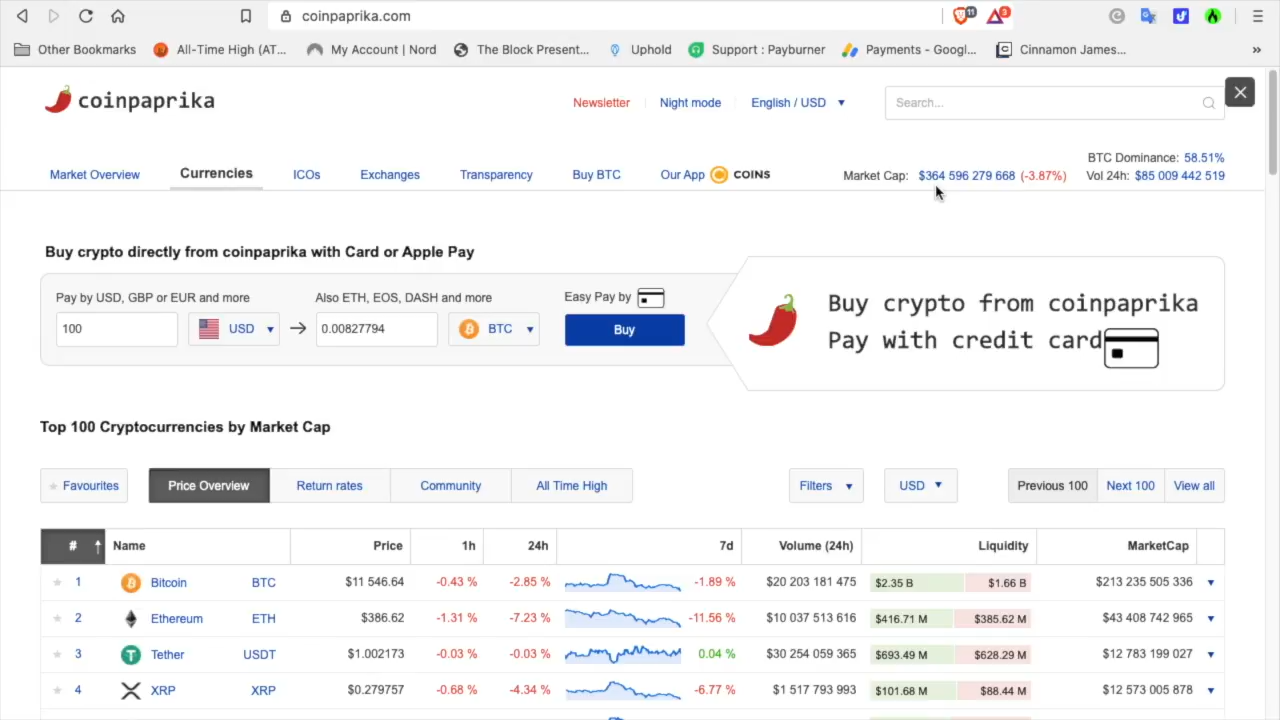 coinpaprika.com
11
3
Other Bookmarks All-Time High (AT... My Account | Nord The Block Present... Uphold Support : Payburner Payments - Googl... Cinnamon James... »
coinpaprika
Newsletter Night mode English / USD Search...
BTC Dominance: 58.51%
Market Overview Currencies ICOs Exchanges Transparency Buy BTC Our App COINS Market Cap: $364 596 279 668 (-3.87%) Vol 24h: $85 009 442 519
Buy crypto directly from coinpaprika with Card or Apple Pay
Pay by USD, GBP or EUR and more Also ETH, EOS, DASH and more Easy Pay by
100 USD 0.00827794 BTC Buy
Buy crypto from coinpaprika
Pay with credit card
Top 100 Cryptocurrencies by Market Cap
Favourites Price Overview Return rates Community All Time High Filters USD Previous 100 Next 100 View all
# Name Price 1h 24h 7d Volume (24h) Liquidity MarketCap
1 Bitcoin BTC $11 546.64 -0.43 % -2.85 % -1.89 % $20 203 181 475 $2.35 B $1.66 B $213 235 505 336
2 Ethereum ETH $386.62 -1.31 % -7.23 % -11.56 % $10 037 513 616 $416.71 M $385.62 M $43 408 742 965
3 Tether USDT $1.002173 -0.03 % -0.03 % 0.04 % $30 254 059 365 $693.49 M $628.29 M $12 783 199 027
4 XRP XRP $0.279757 -0.68 % -4.34 % -6.77 % $1 517 793 993 $101.68 M $88.44 M $12 573 005 878